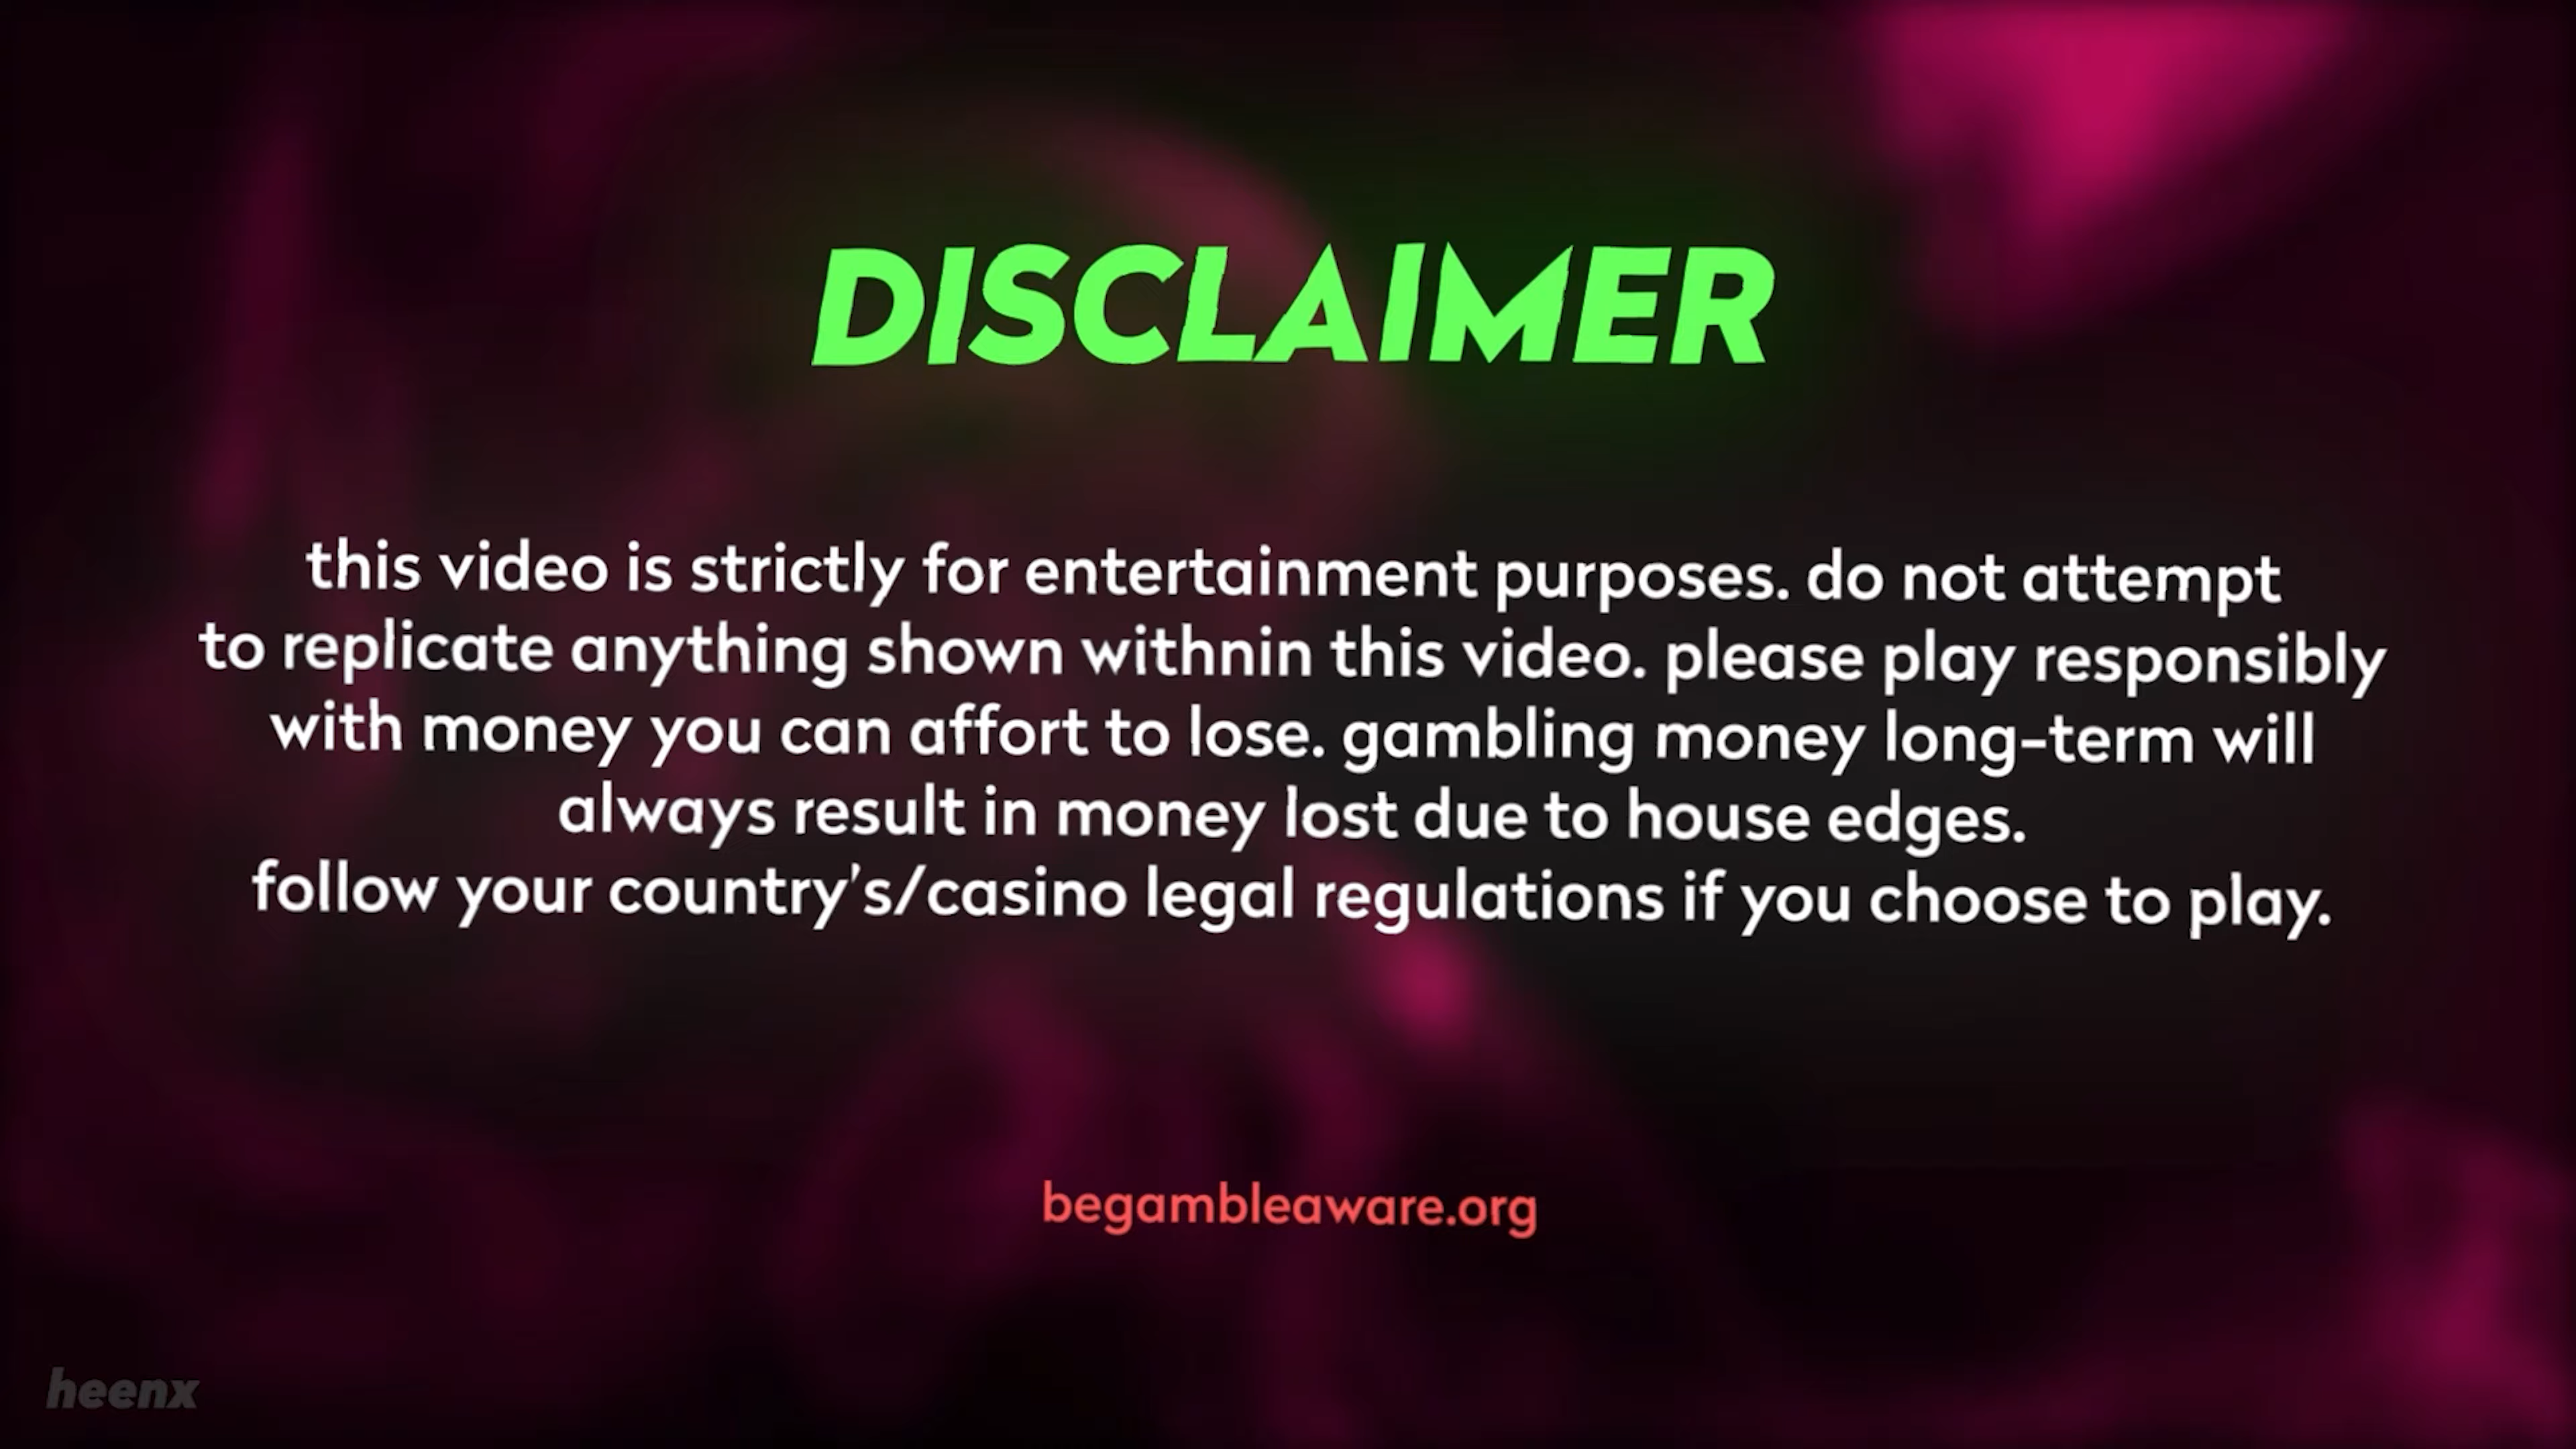 DISCLAIMER
this video is strictly for entertainment purposes. do not attempt
to replicate anything shown withnin this video. please play responsibly
with money you can affort to lose. gambling money long-term will
always result in money lost due to house edges.
follow your country's/casino legal regulations if you choose to play.
begambleaware.org
heenx